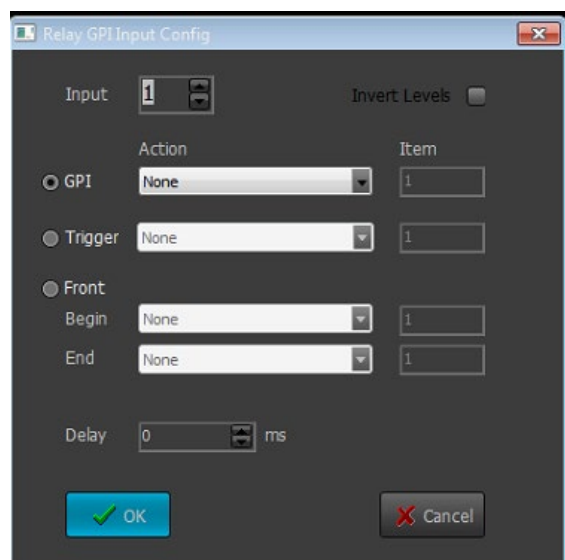 Relay GPI Input Config
Input 1 Invert Levels
Action Item
GPI None 1
Trigger None 1
Front
Begin None 1
End None 1
Delay 0 ms
OK Cancel